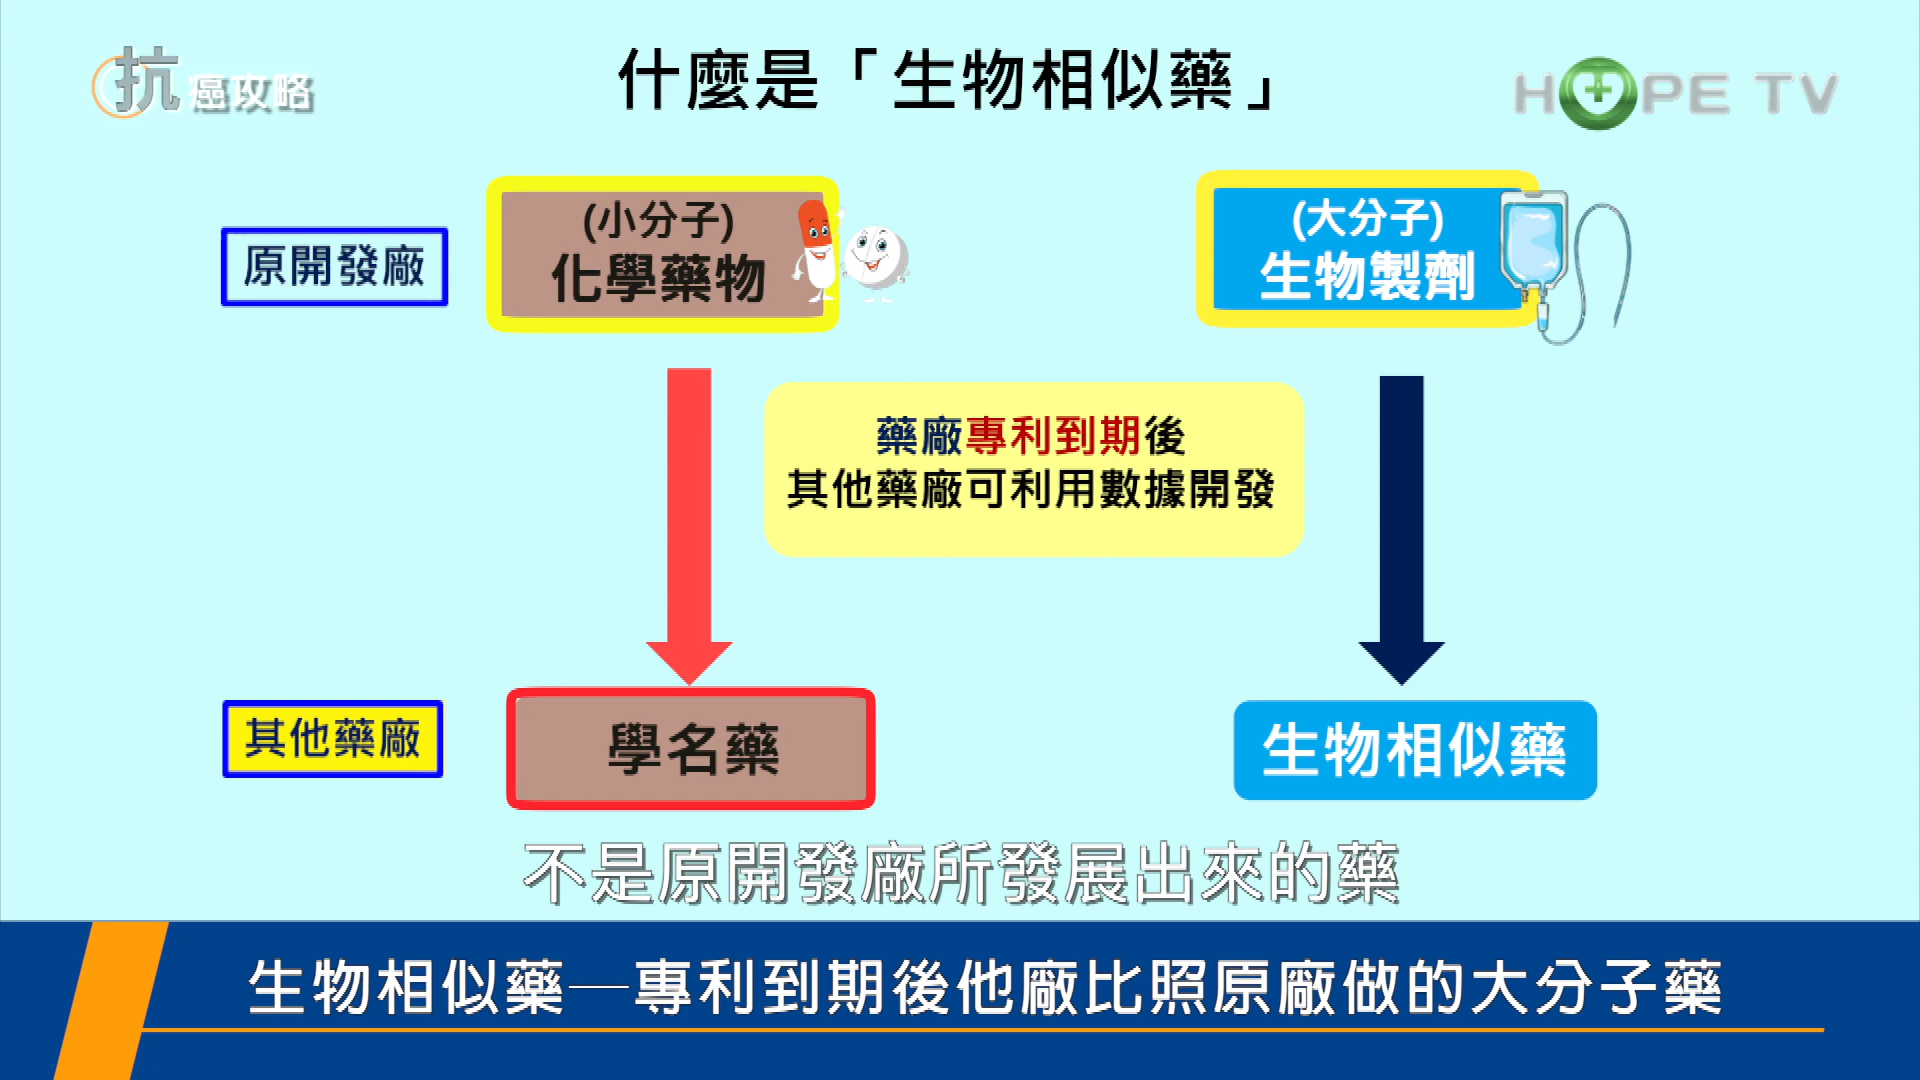 抗癌攻略
什麼是「生物相似藥」
HOPE TV
原開發廠
(小分子)
化學藥物
(大分子)
生物製劑
藥廠專利到期後
其他藥廠可利用數據開發
其他藥廠
學名藥
生物相似藥
不是原開發廠所發展出來的藥
生物相似藥─專利到期後他廠比照原廠做的大分子藥